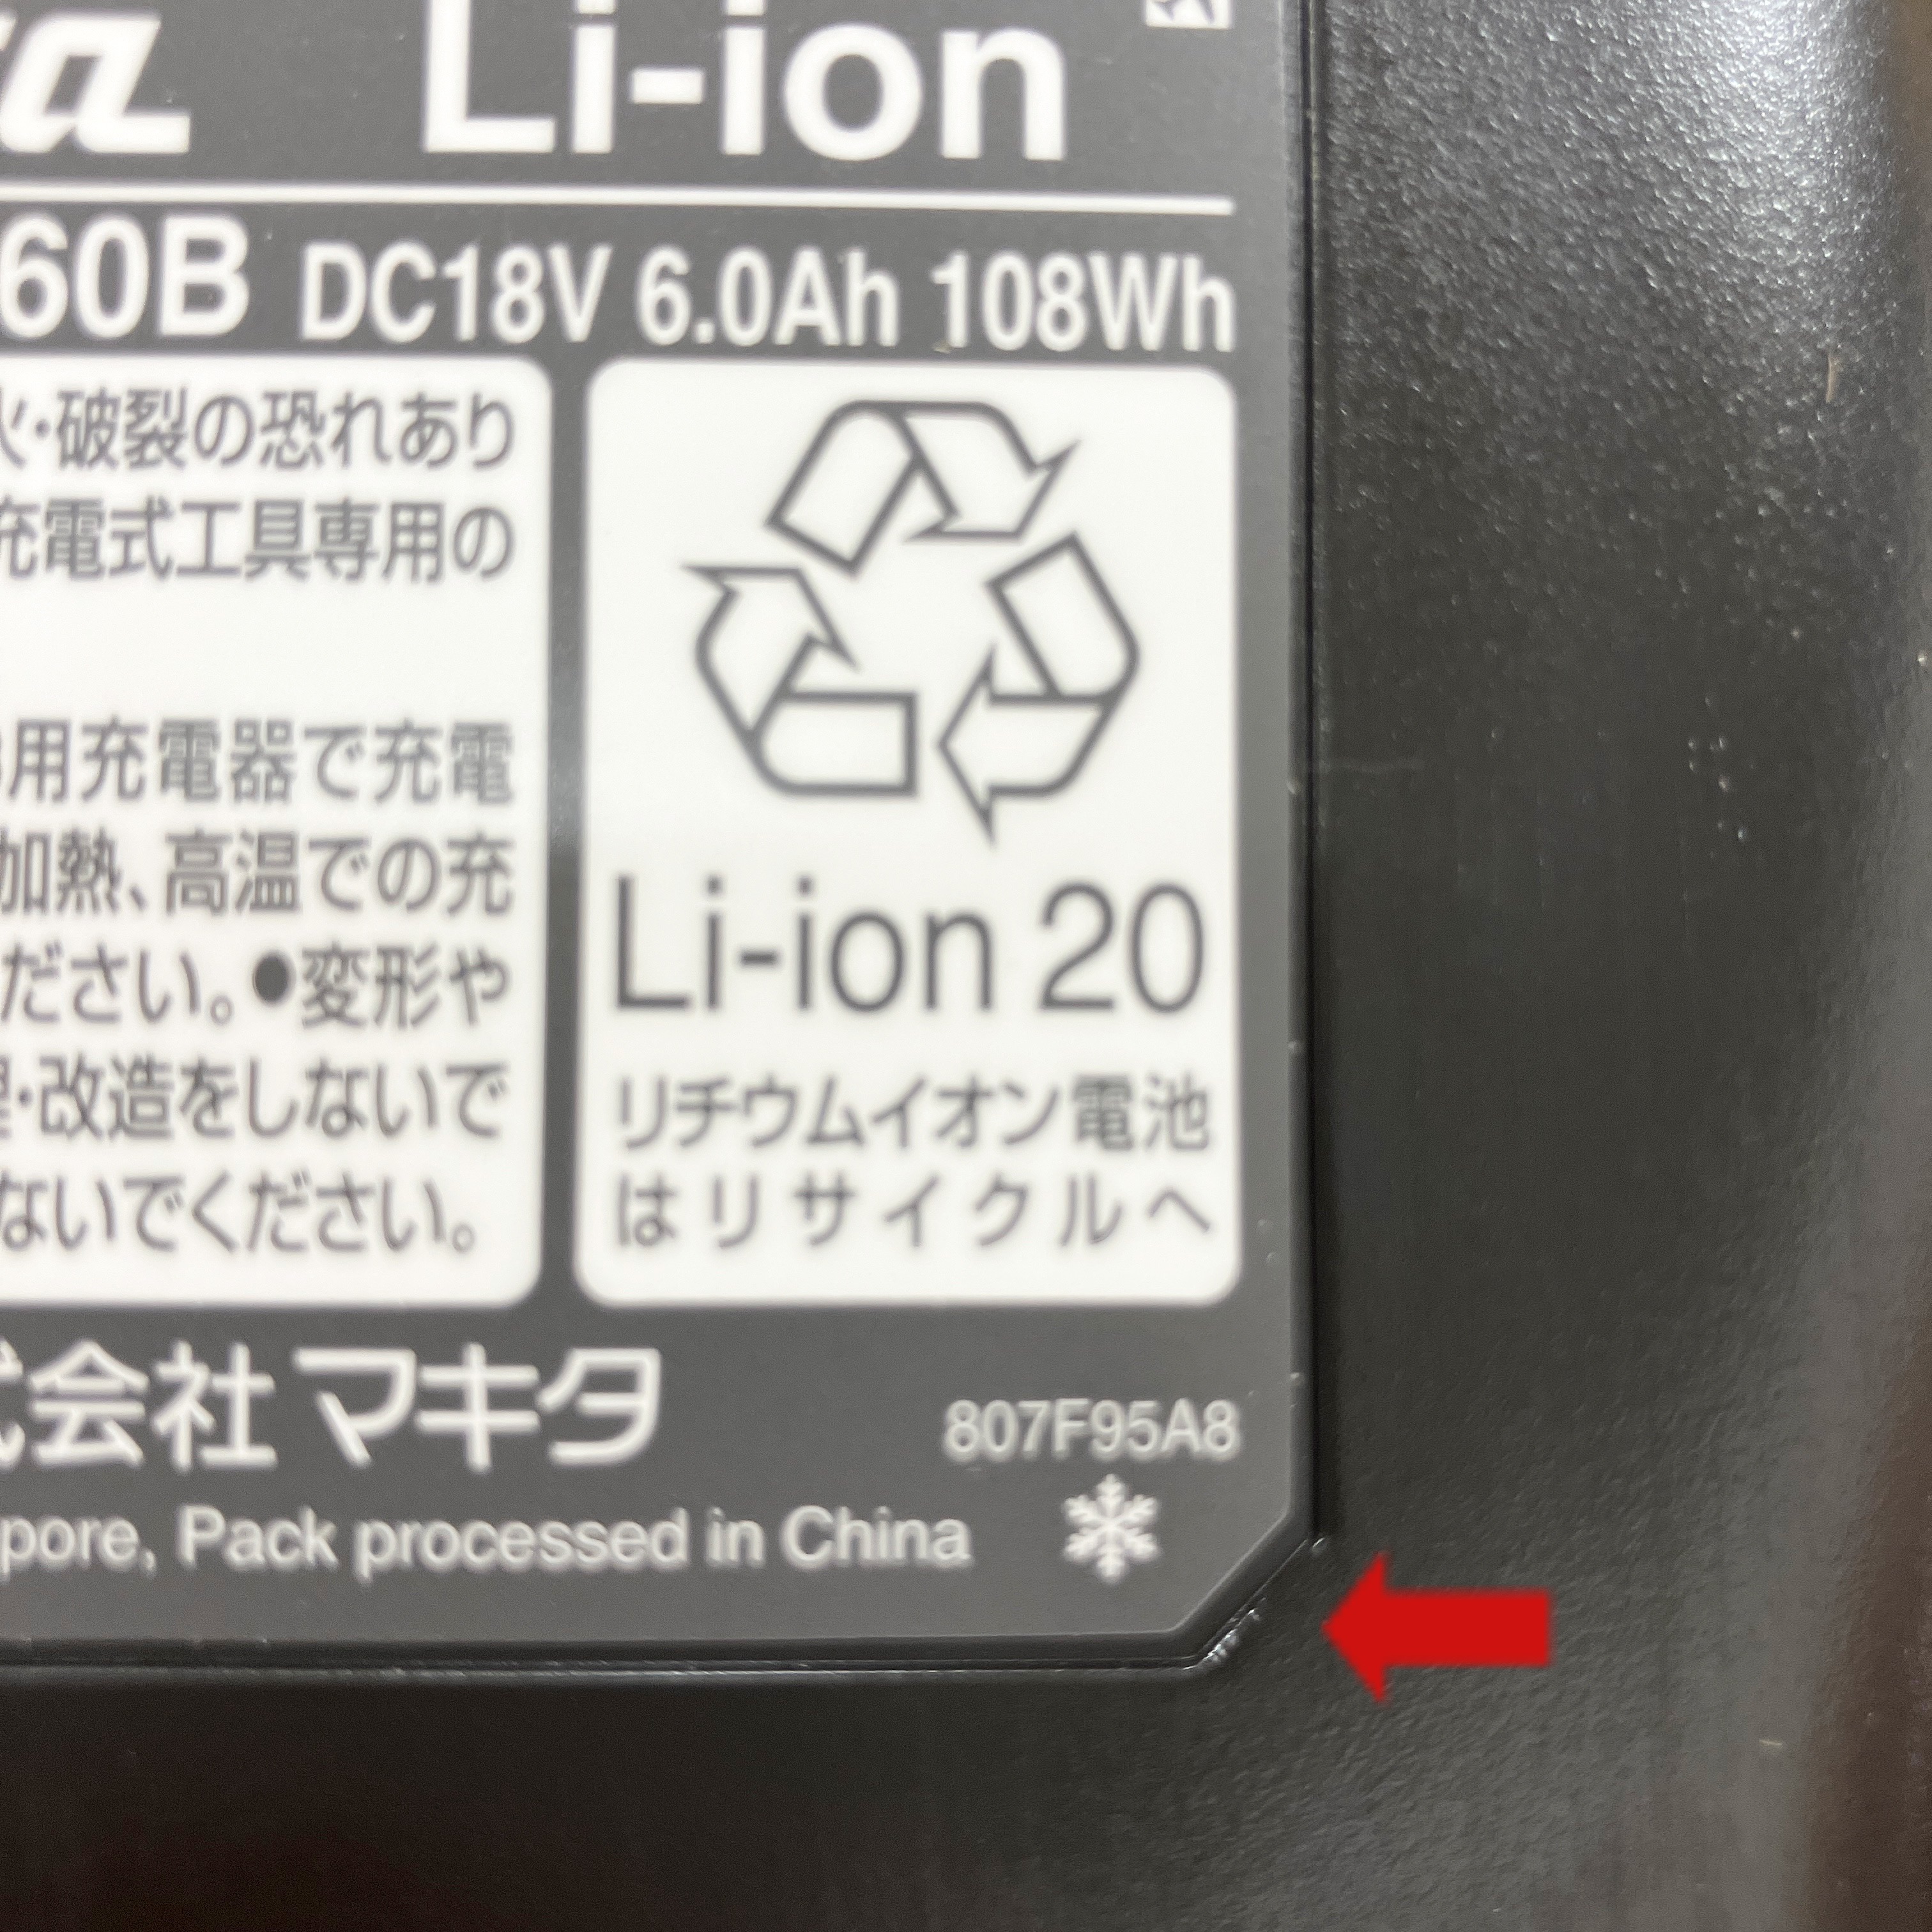 ta Li-ion
60B DC18V 6.0Ah 108Wh
火・破裂の恐れあり
充電式工具専用の
用充電器で充電
加熱、高温での充
ださい。●変形や
理・改造をしないで
ないでください。
Li-ion 20
リチウムイオン電池
はリサイクルへ
式会社マキタ
807F95A8
pore, Pack processed in China